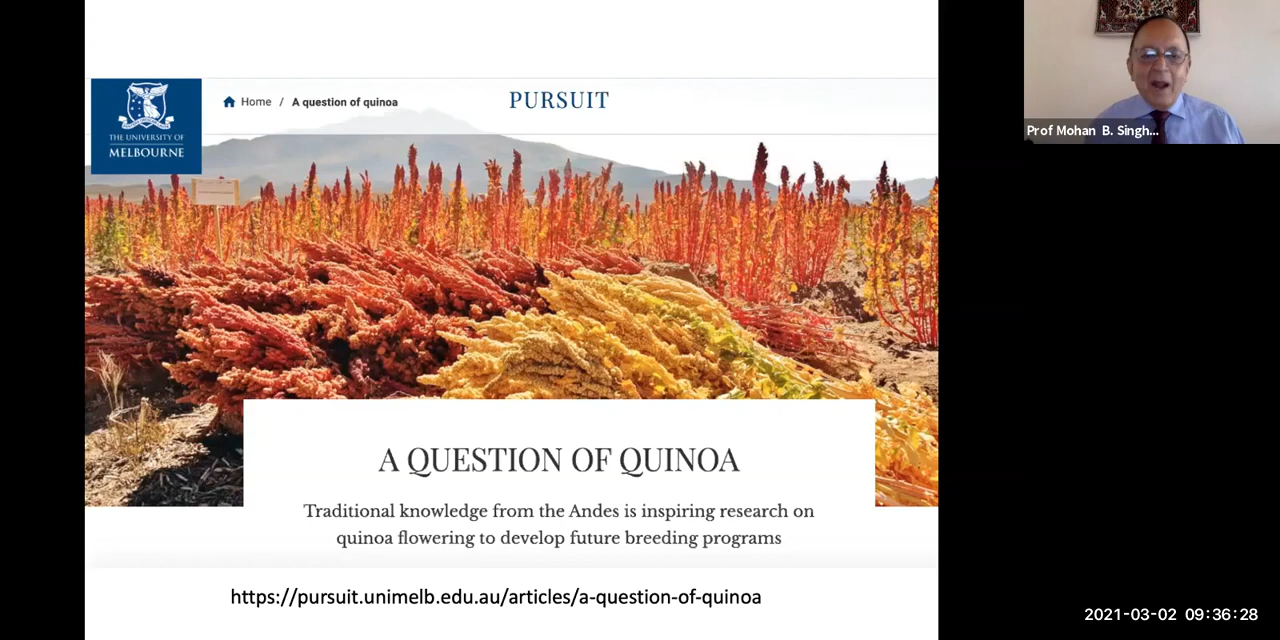 THE UNIVERSITY OF
MELBOURNE
Home / A question of quinoa
PURSUIT
Prof Mohan B. Singh...
A QUESTION OF QUINOA
Traditional knowledge from the Andes is inspiring research on
quinoa flowering to develop future breeding programs
https://pursuit.unimelb.edu.au/articles/a-question-of-quinoa
2021-03-02 09:36:28